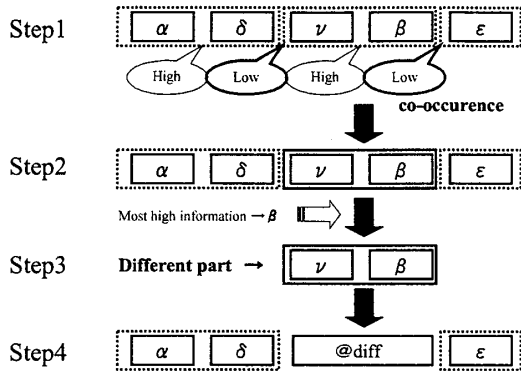 Step1 α δ ν β ε
High Low High Low
co-occurence
Step2 α δ ν β ε
Most high information → β
Step3 Different part → ν β
Step4 α δ @diff ε